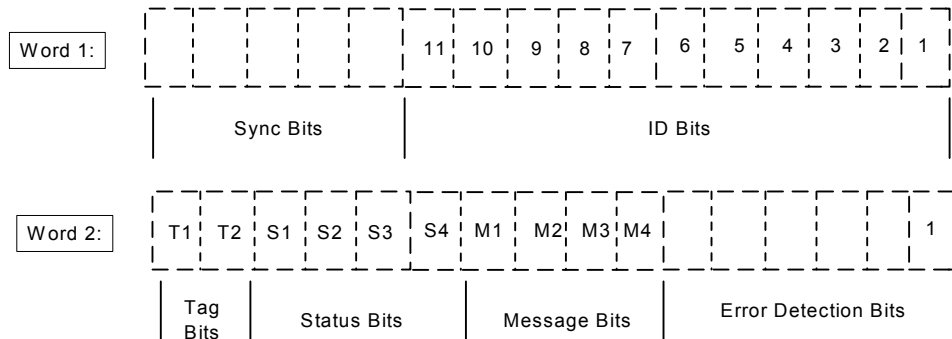 Word 1: 11 10 9 8 7 6 5 4 3 2 1
Sync Bits ID Bits
Word 2: T1 T2 S1 S2 S3 S4 M1 M2 M3 M4 1
Tag Bits Status Bits Message Bits Error Detection Bits